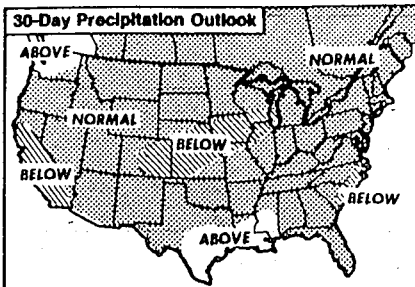 30-Day Precipitation Outlook
ABOVE
NORMAL
NORMAL
BELOW
BELOW
BELOW
ABOVE